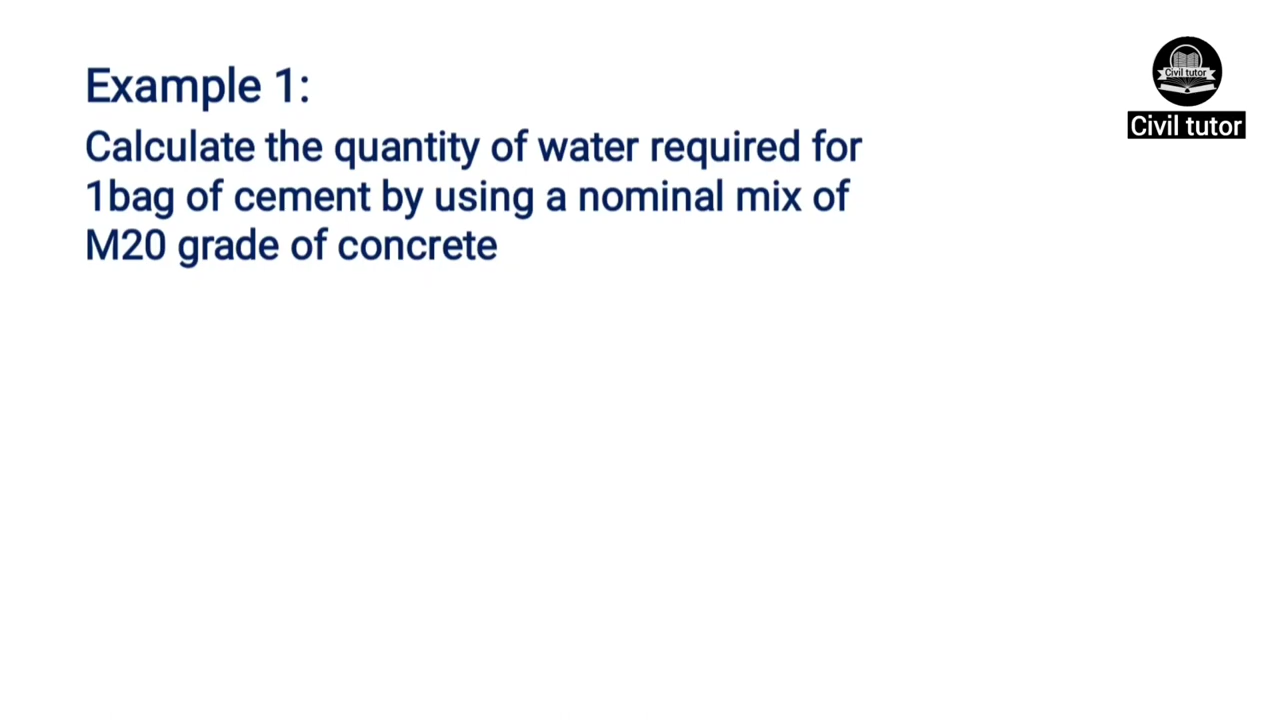 Example 1:
Calculate the quantity of water required for
1bag of cement by using a nominal mix of
M20 grade of concrete
Civil tutor
Civil tutor